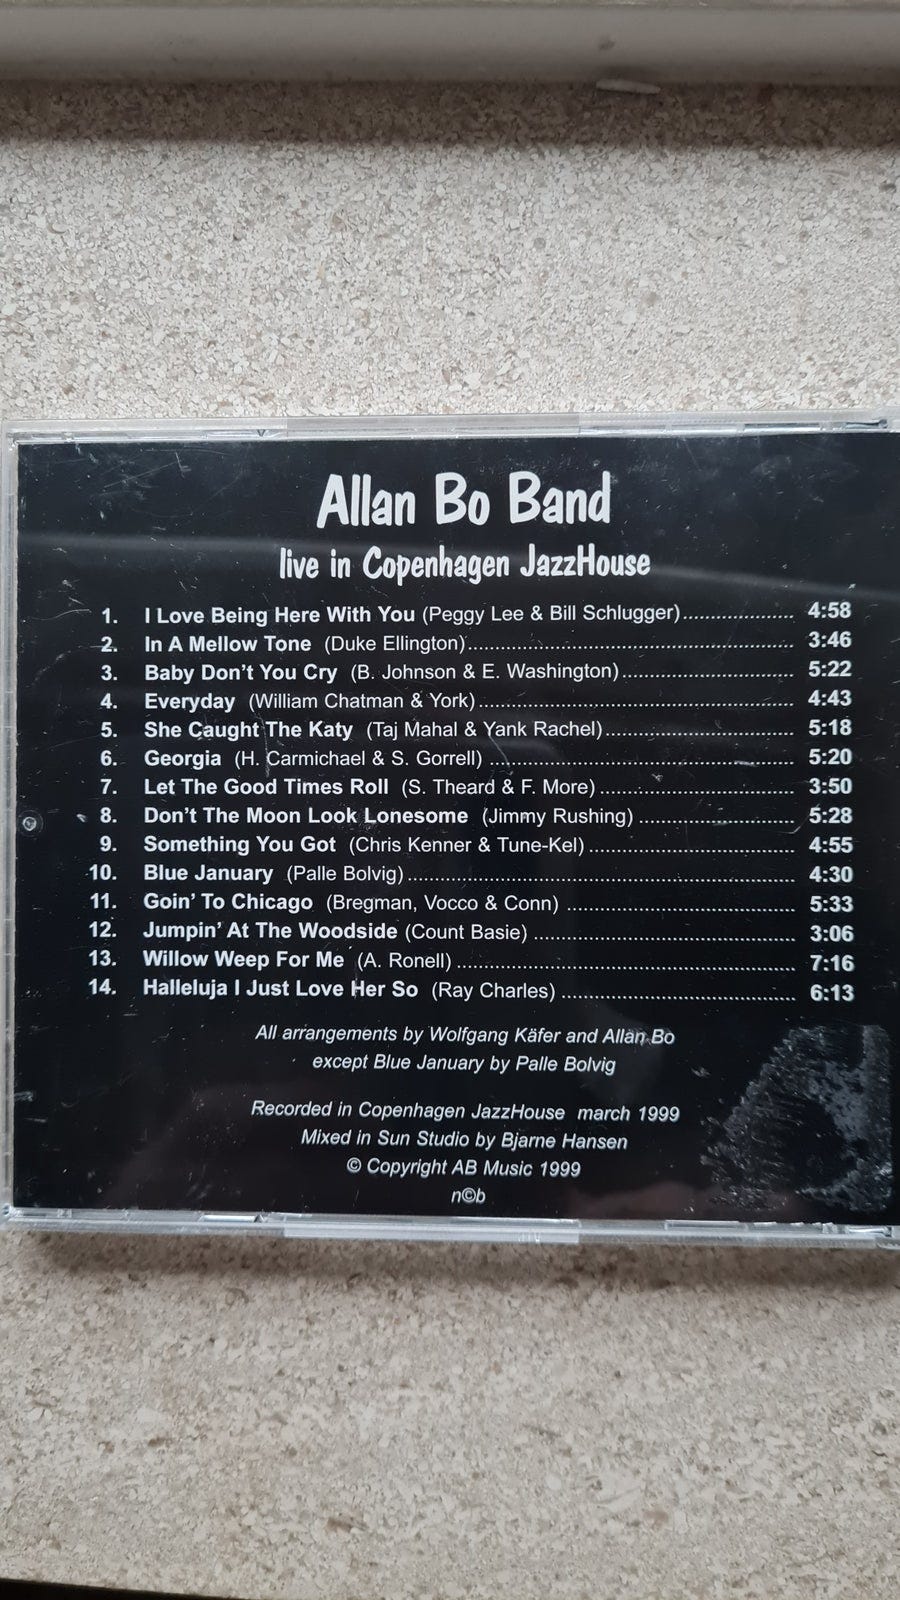 Allan Bo Band
live in Copenhagen JazzHouse
1. I Love Being Here With You (Peggy Lee & Bill Schlugger)..................... 4:58
2. In A Mellow Tone (Duke Ellington)............................................................. 3:46
3. Baby Don't You Cry (B. Johnson & E. Washington)................................ 5:22
4. Everyday (William Chatman & York)........................................................... 4:43
5. She Caught The Katy (Taj Mahal & Yank Rachel)................................... 5:18
6. Georgia (H. Carmichael & S. Gorrell) ......................................................... 5:20
7. Let The Good Times Roll (S. Theard & F. More).................................... 3:50
8. Don't The Moon Look Lonesome (Jimmy Rushing) ............................. 5:28
9. Something You Got (Chris Kenner & Tune-Kel) ...................................... 4:55
10. Blue January (Palle Bolvig)........................................................................ 4:30
11. Goin' To Chicago (Bregman, Vocco & Conn) .......................................... 5:33
12. Jumpin' At The Woodside (Count Basie) ................................................ 3:06
13. Willow Weep For Me (A. Ronell)............................................................... 7:16
14. Halleluja I Just Love Her So (Ray Charles) ........................................... 6:13
All arrangements by Wolfgang Käfer and Allan Bo
except Blue January by Palle Bolvig
Recorded in Copenhagen JazzHouse march 1999
Mixed in Sun Studio by Bjarne Hansen
© Copyright AB Music 1999
n©b